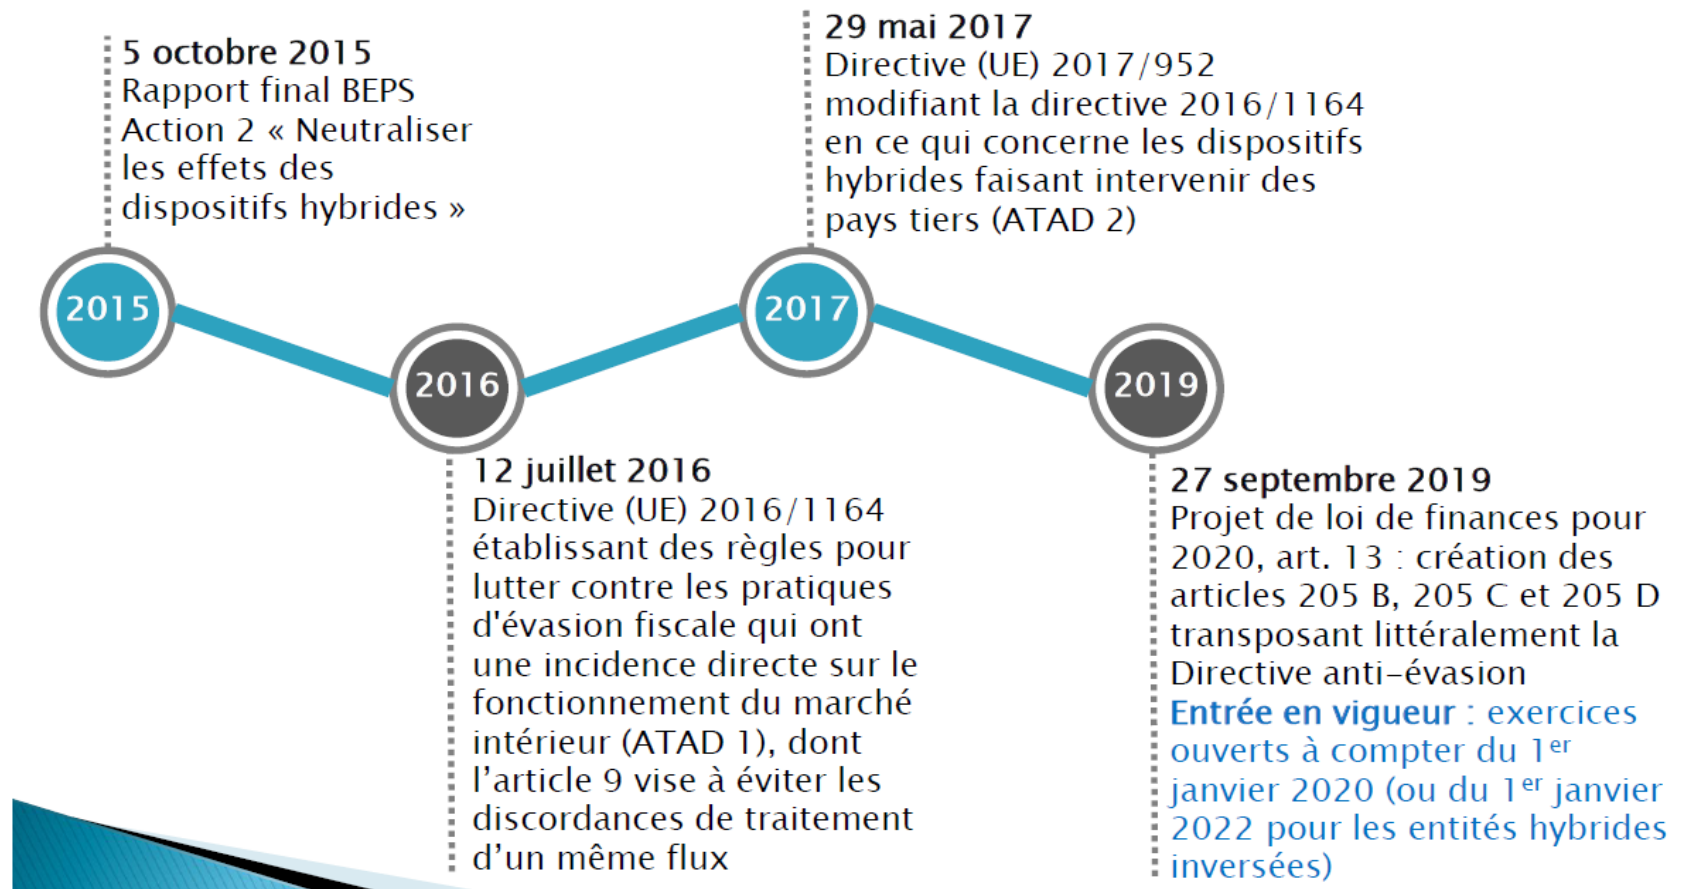 5 octobre 2015
Rapport final BEPS
Action 2 « Neutraliser
les effets des
dispositifs hybrides »
29 mai 2017
Directive (UE) 2017/952
modifiant la directive 2016/1164
en ce qui concerne les dispositifs
hybrides faisant intervenir des
pays tiers (ATAD 2)
2015
2016
2017
2019
12 juillet 2016
Directive (UE) 2016/1164
établissant des règles pour
lutter contre les pratiques
d'évasion fiscale qui ont
une incidence directe sur le
fonctionnement du marché
intérieur (ATAD 1), dont
l’article 9 vise à éviter les
discordances de traitement
d’un même flux
27 septembre 2019
Projet de loi de finances pour
2020, art. 13 : création des
articles 205 B, 205 C et 205 D
transposant littéralement la
Directive anti-évasion
Entrée en vigueur : exercices
ouverts à compter du 1er
janvier 2020 (ou du 1er janvier
2022 pour les entités hybrides
inversées)